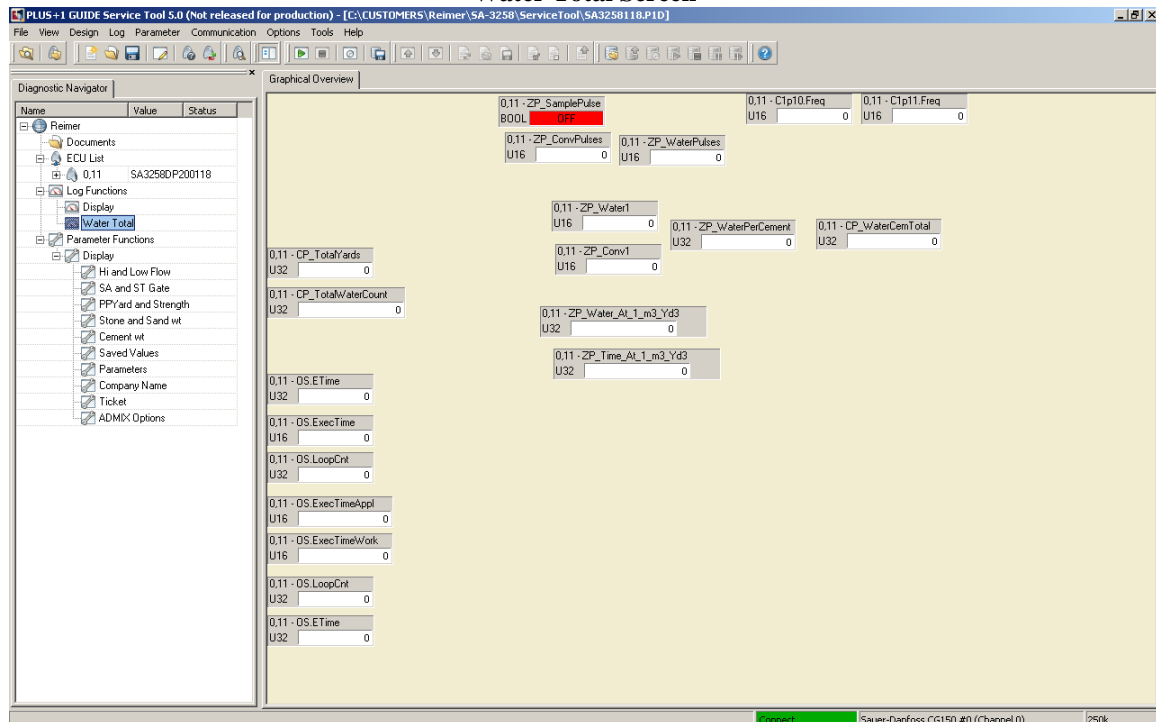 Water Total Screen
PLUS+1 GUIDE Service Tool 5.0 (Not released for production) - [C:\CUSTOMERS\Reimer\SA-3258\ServiceTool\SA3258118.P1D]
File View Design Log Parameter Communication Options Tools Help
Diagnostic Navigator
Name Value Status
Reimer
Documents
ECU List
0,11 SA3258DP200118
Log Functions
Display
Water Total
Parameter Functions
Display
Hi and Low Flow
SA and ST Gate
PPYard and Strength
Stone and Sand wt
Cement wt
Saved Values
Parameters
Company Name
Ticket
ADMIX Options
Graphical Overview
0,11 - ZP_SamplePulse
BOOL OFF
0,11 - C1p10.Freq
U16 0
0,11 - C1p11.Freq
U16 0
0,11 - ZP_ConvPulses
U16 0
0,11 - ZP_WaterPulses
U16 0
0,11 - ZP_Water1
U16 0
0,11 - ZP_WaterPerCement
U32 0
0,11 - CP_WaterCemTotal
U32 0
0,11 - CP_TotalYards
U32 0
0,11 - ZP_Conv1
U16 0
0,11 - CP_TotalWaterCount
U32 0
0,11 - ZP_Water_At_1_m3_Yd3
U32 0
0,11 - ZP_Time_At_1_m3_Yd3
U32 0
0,11 - OS.ETime
U32 0
0,11 - OS.ExecTime
U16 0
0,11 - OS.LoopCnt
U32 0
0,11 - OS.ExecTimeAppl
U16 0
0,11 - OS.ExecTimeWork
U16 0
0,11 - OS.LoopCnt
U32 0
0,11 - OS.ETime
U32 0
Connect Sauer-Danfoss CG150 #0 (Channel 0) 250k